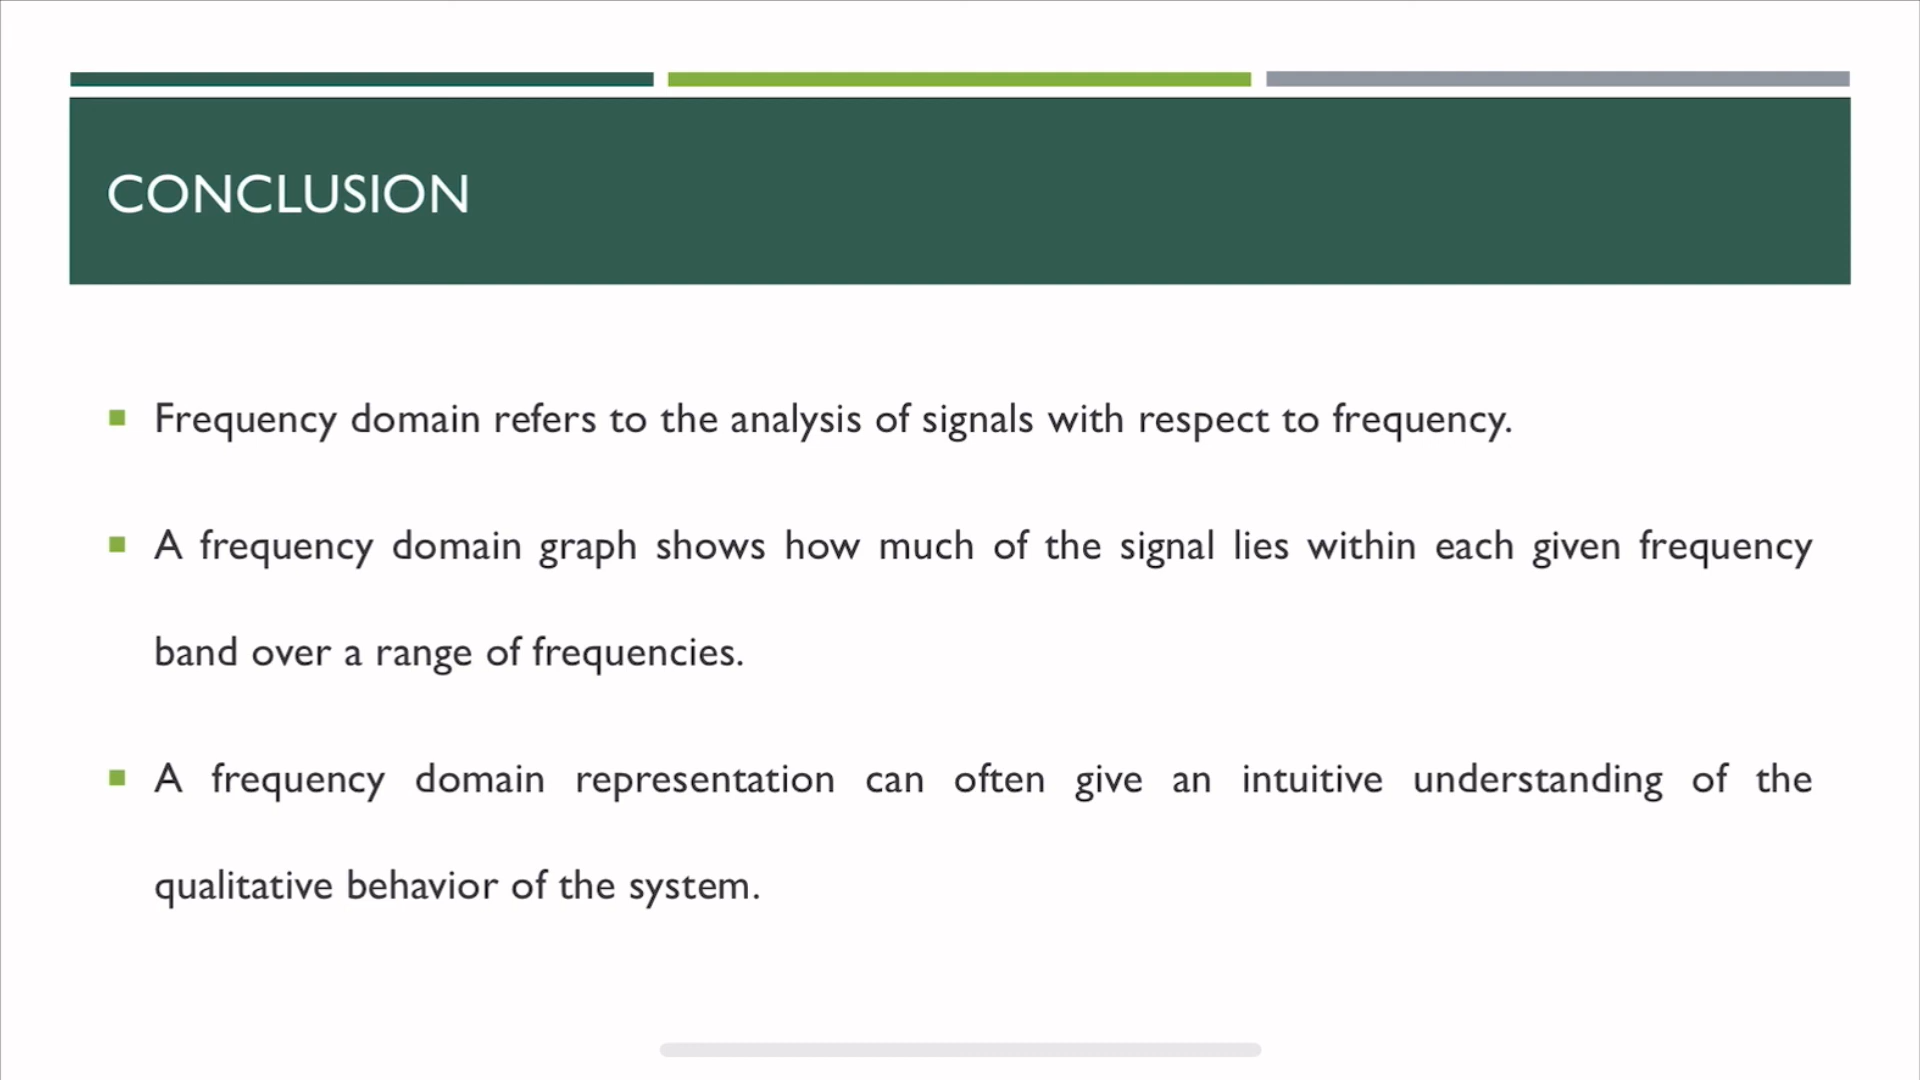 CONCLUSION
Frequency domain refers to the analysis of signals with respect to frequency.
A frequency domain graph shows how much of the signal lies within each given frequency
band over a range of frequencies.
A frequency domain representation can often give an intuitive understanding of the
qualitative behavior of the system.